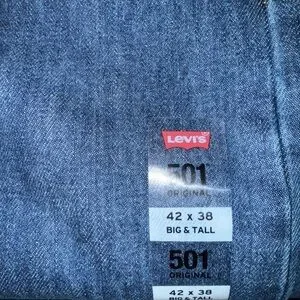 Levi's
501
ORIGINAL
42 x 38
BIG & TALL
501
ORIGINAL
42 x 38
BIG & TALL